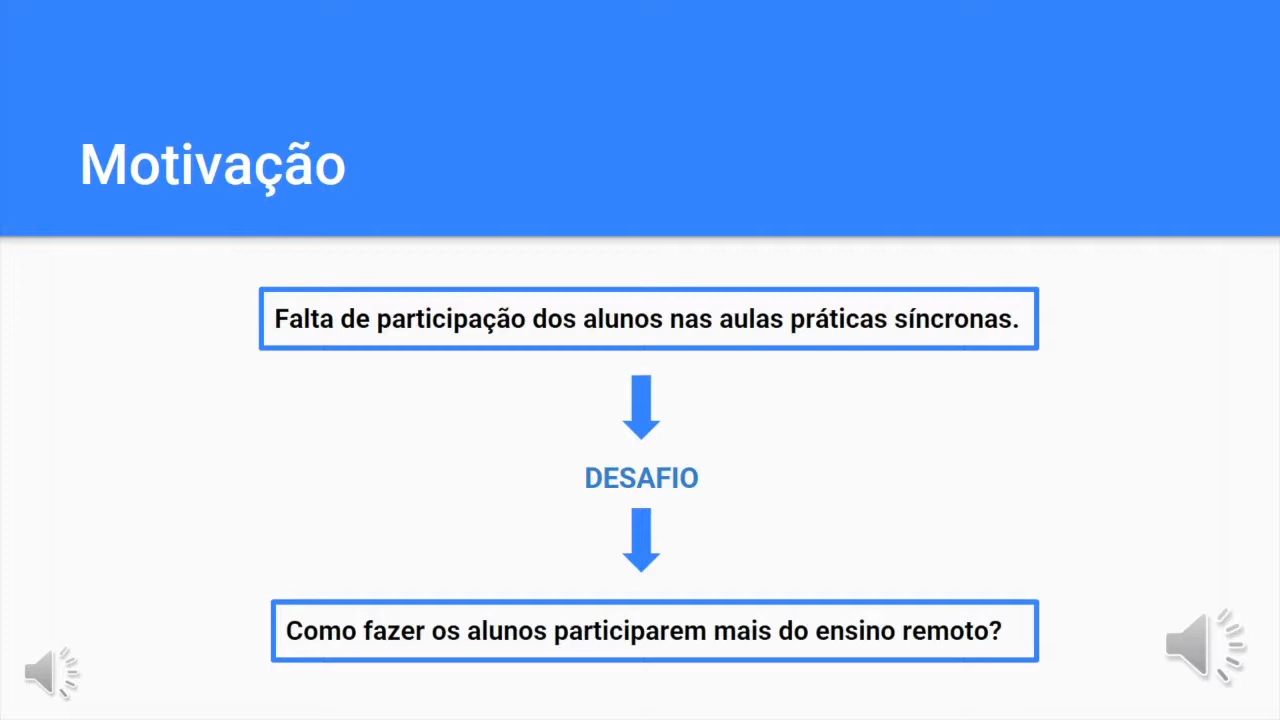 Motivação
Falta de participação dos alunos nas aulas práticas síncronas.
DESAFIO
Como fazer os alunos participarem mais do ensino remoto?